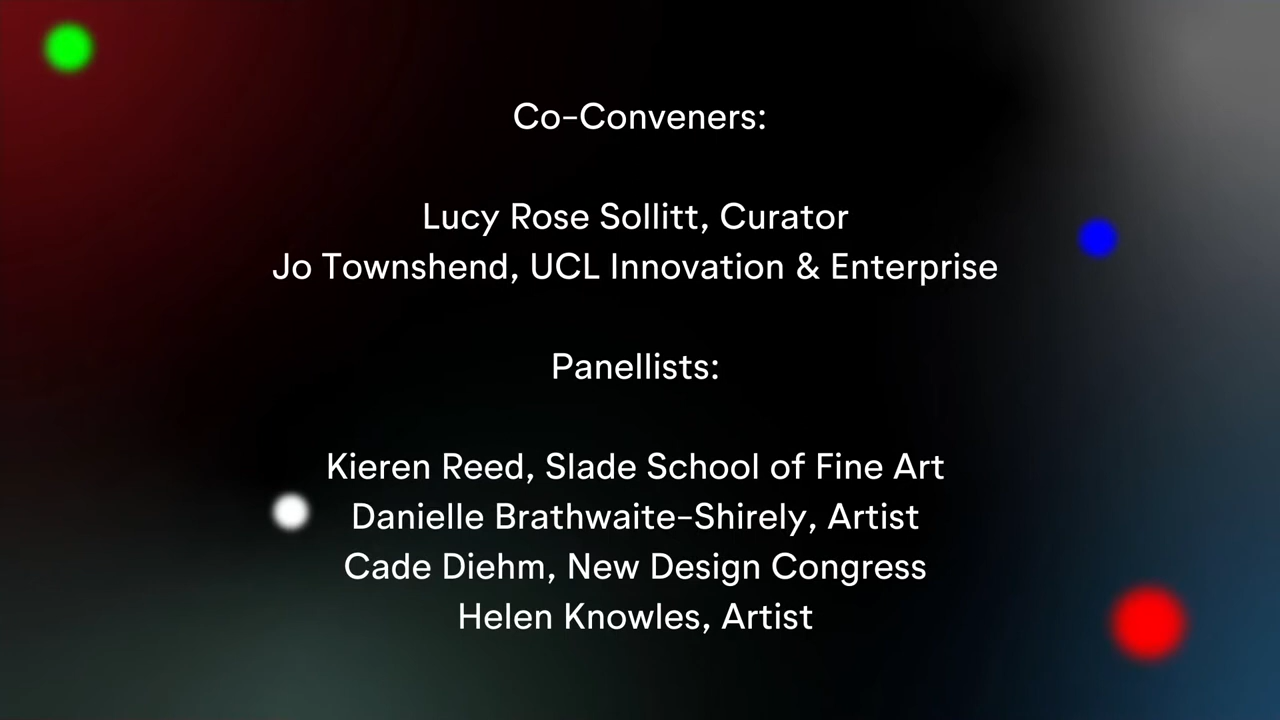 Co-Conveners:
Lucy Rose Sollitt, Curator
Jo Townshend, UCL Innovation & Enterprise
Panellists:
Kieren Reed, Slade School of Fine Art
Danielle Brathwaite-Shirely, Artist
Cade Diehm, New Design Congress
Helen Knowles, Artist